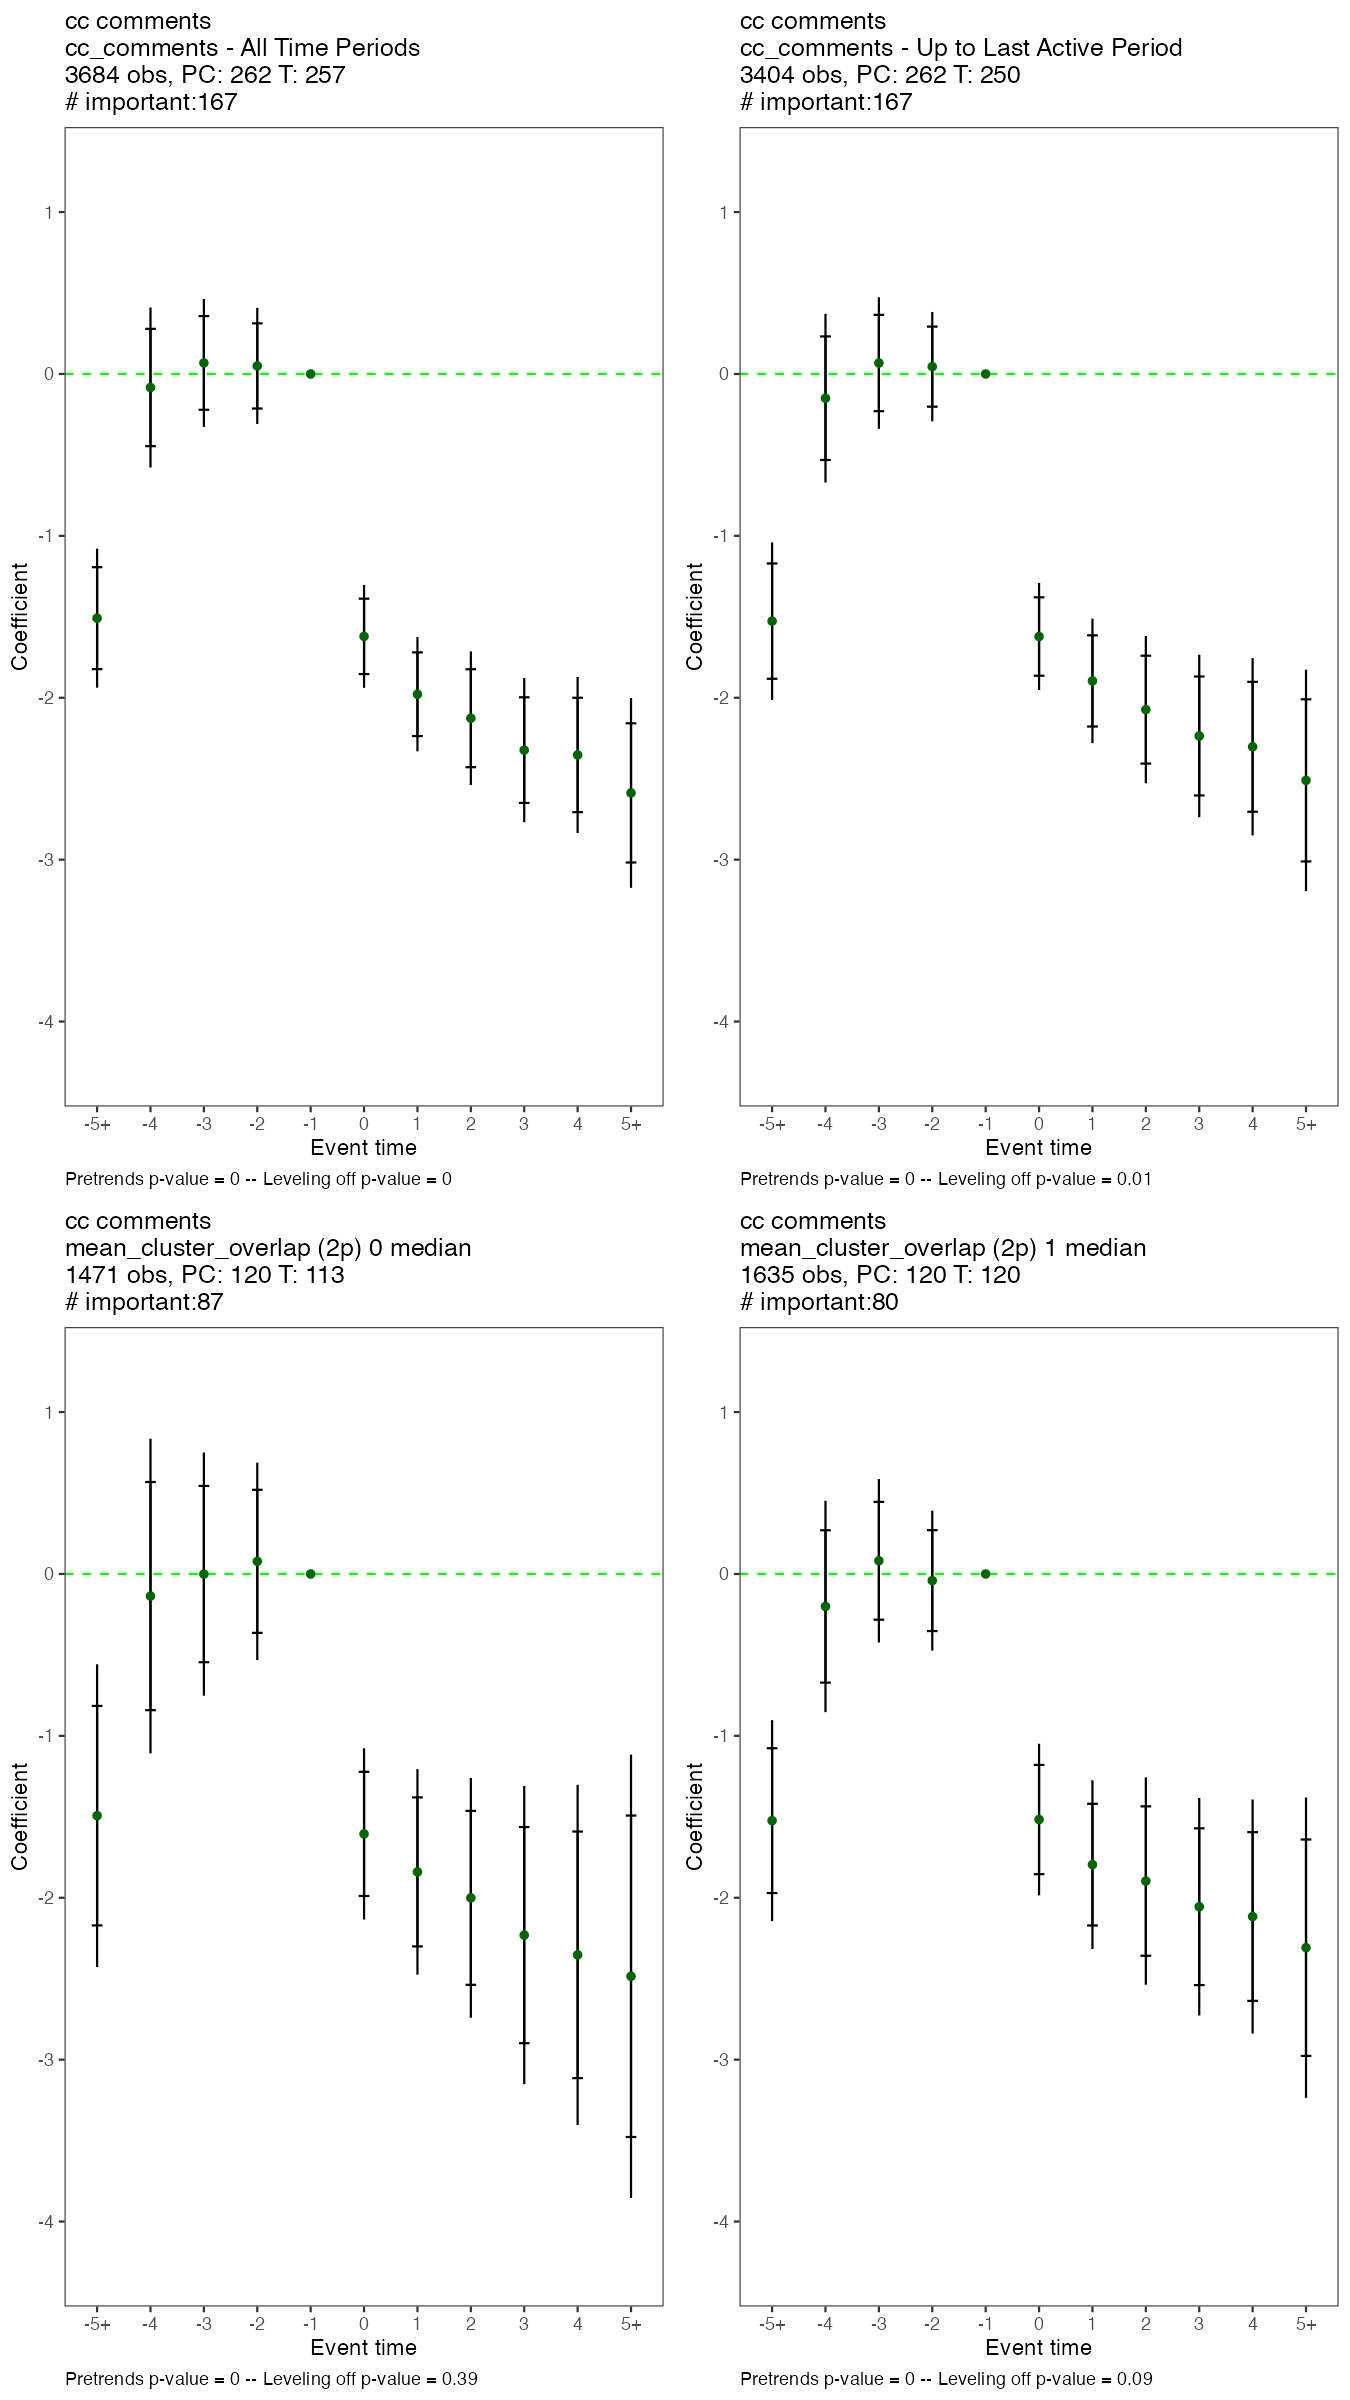 cc comments
cc_comments - All Time Periods
3684 obs, PC: 262 T: 257
# important:167
1
0
-1
-2
-3
-4
Coefficient
-5+ -4 -3 -2 -1 0 1 2 3 4 5+
Event time
Pretrends p-value = 0 -- Leveling off p-value = 0
cc comments
cc_comments - Up to Last Active Period
3404 obs, PC: 262 T: 250
# important:167
1
0
-1
-2
-3
-4
Coefficient
-5+ -4 -3 -2 -1 0 1 2 3 4 5+
Event time
Pretrends p-value = 0 -- Leveling off p-value = 0.01
cc comments
mean_cluster_overlap (2p) 0 median
1471 obs, PC: 120 T: 113
# important:87
1
0
-1
-2
-3
-4
Coefficient
-5+ -4 -3 -2 -1 0 1 2 3 4 5+
Event time
Pretrends p-value = 0 -- Leveling off p-value = 0.39
cc comments
mean_cluster_overlap (2p) 1 median
1635 obs, PC: 120 T: 120
# important:80
1
0
-1
-2
-3
-4
Coefficient
-5+ -4 -3 -2 -1 0 1 2 3 4 5+
Event time
Pretrends p-value = 0 -- Leveling off p-value = 0.09